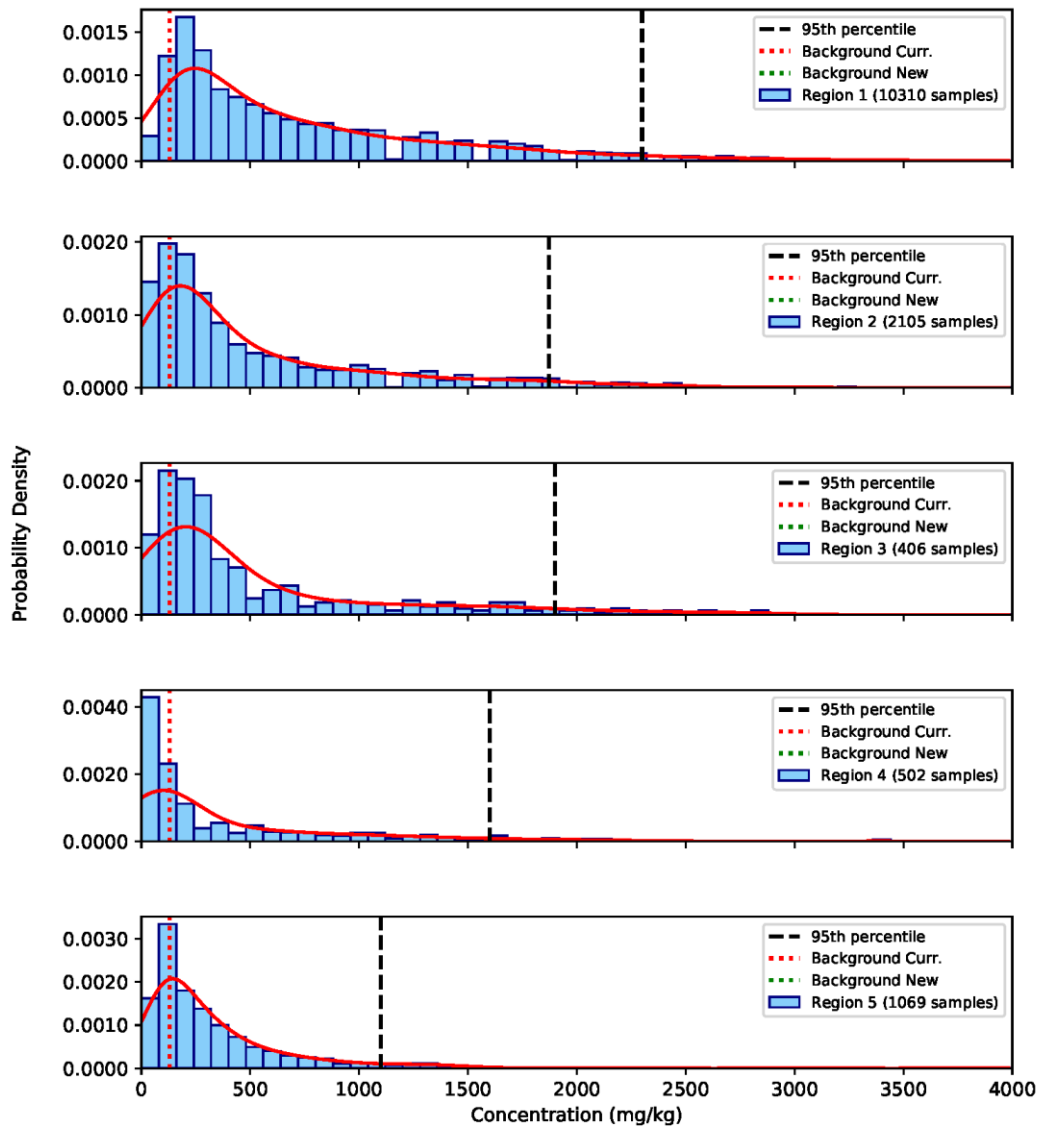 0.0015
0.0010
0.0005
0.0000
95th percentile
Background Curr.
Background New
Region 1 (10310 samples)
0.0020
0.0010
0.0000
95th percentile
Background Curr.
Background New
Region 2 (2105 samples)
Probability Density
0.0020
0.0010
0.0000
95th percentile
Background Curr.
Background New
Region 3 (406 samples)
0.0040
0.0020
0.0000
95th percentile
Background Curr.
Background New
Region 4 (502 samples)
0.0030
0.0020
0.0010
0.0000
95th percentile
Background Curr.
Background New
Region 5 (1069 samples)
0 500 1000 1500 2000 2500 3000 3500 4000
Concentration (mg/kg)